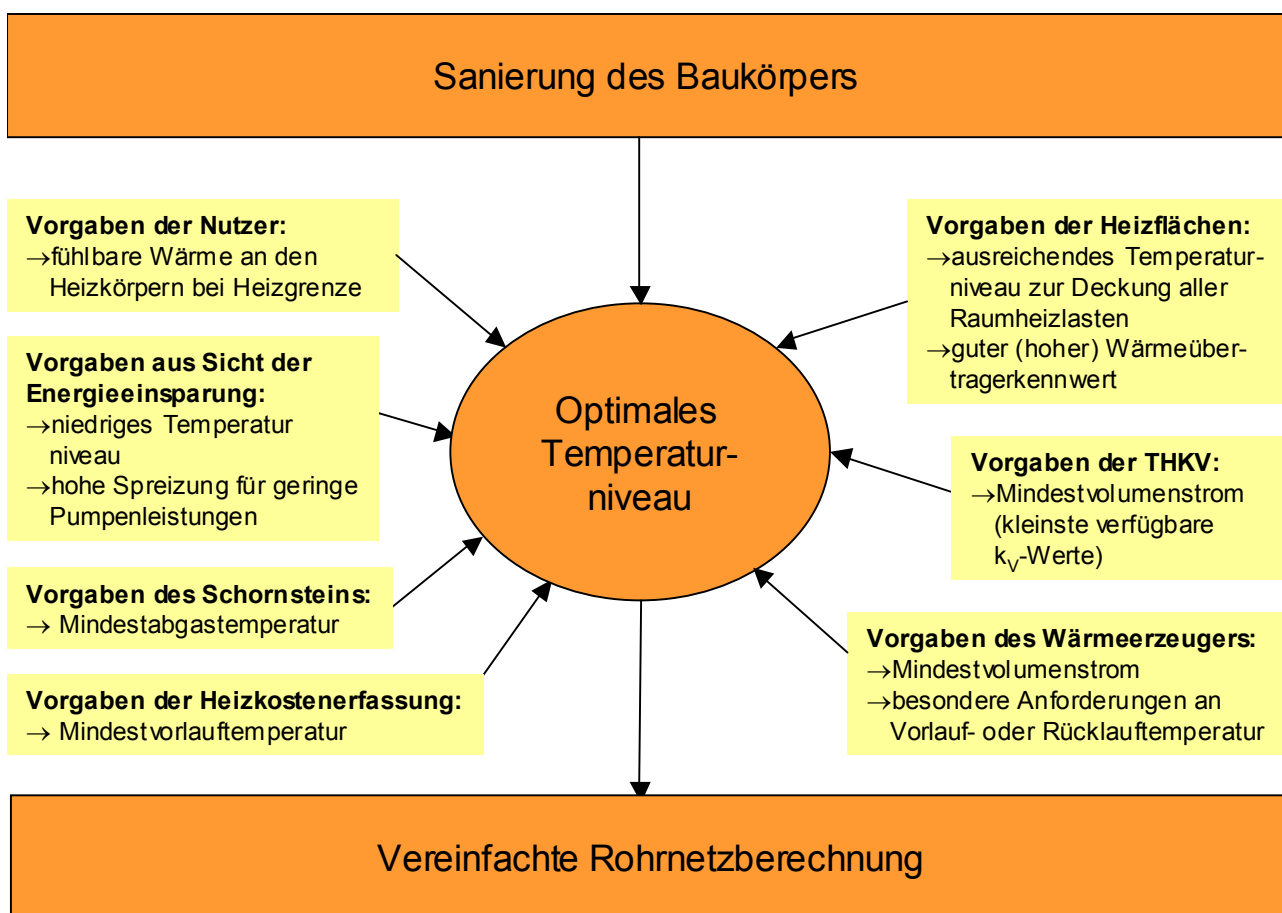 Sanierung des Baukörpers
Vorgaben der Nutzer:
→fühlbare Wärme an den
Heizkörpern bei Heizgrenze
Vorgaben aus Sicht der
Energieeinsparung:
→niedriges Temperatur
niveau
→hohe Spreizung für geringe
Pumpenleistungen
Vorgaben des Schornsteins:
→ Mindestabgastemperatur
Vorgaben der Heizkostenerfassung:
→ Mindestvorlauftemperatur
Optimales
Temperatur-
niveau
Vorgaben der Heizflächen:
→ausreichendes Temperatur-
niveau zur Deckung aller
Raumheizlasten
→guter (hoher) Wärmeüber-
tragerkennwert
Vorgaben der THKV:
→Mindestvolumenstrom
(kleinste verfügbare
kV-Werte)
Vorgaben des Wärmeerzeugers:
→Mindestvolumenstrom
→besondere Anforderungen an
Vorlauf- oder Rücklauftemperatur
Vereinfachte Rohrnetzberechnung